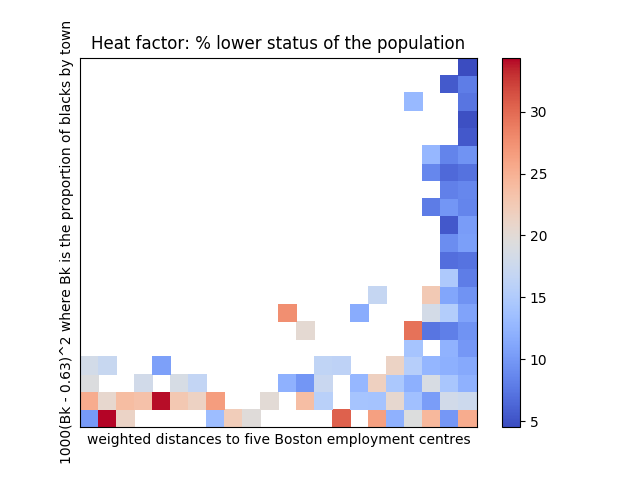 Heat factor: % lower status of the population
1000(Bk - 0.63)^2 where Bk is the proportion of blacks by town
weighted distances to five Boston employment centres
30
25
20
15
10
5